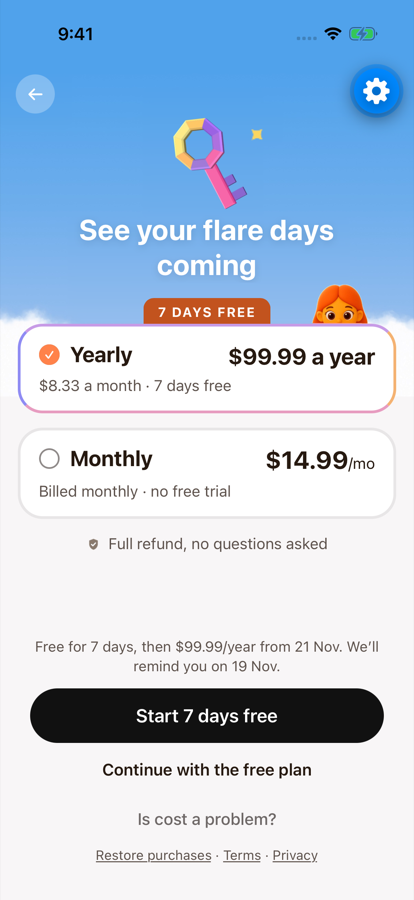 9:41
See your flare days
coming
7 DAYS FREE
Yearly
$99.99 a year
$8.33 a month · 7 days free
Monthly
$14.99/mo
Billed monthly · no free trial
Full refund, no questions asked
Free for 7 days, then $99.99/year from 21 Nov. We’ll
remind you on 19 Nov.
Start 7 days free
Continue with the free plan
Is cost a problem?
Restore purchases · Terms · Privacy